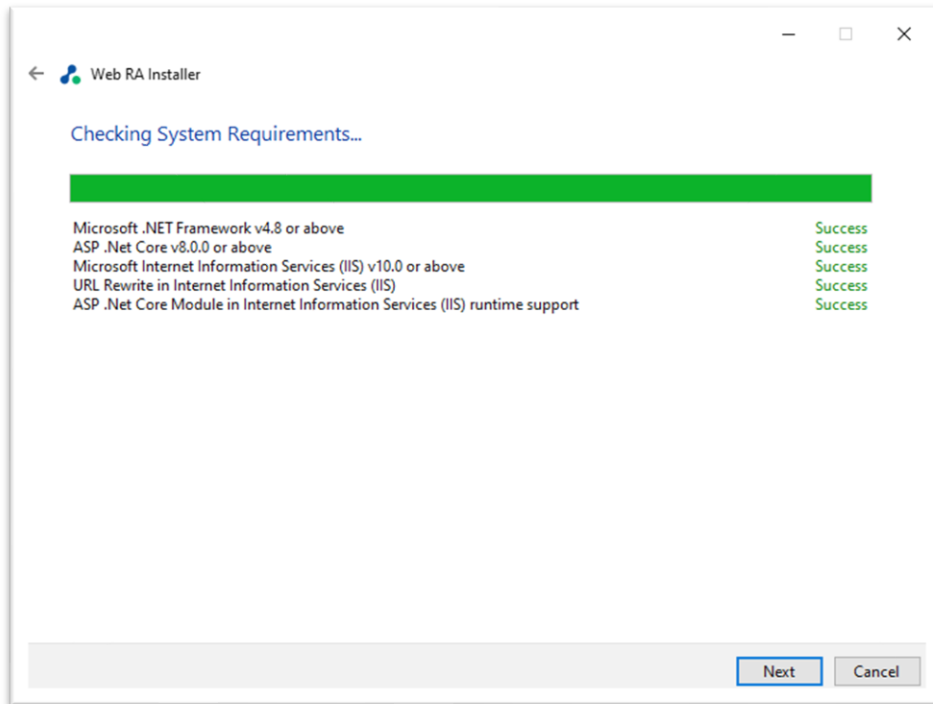 Web RA Installer
Checking System Requirements...
Microsoft .NET Framework v4.8 or above Success
ASP .Net Core v8.0.0 or above Success
Microsoft Internet Information Services (IIS) v10.0 or above Success
URL Rewrite in Internet Information Services (IIS) Success
ASP .Net Core Module in Internet Information Services (IIS) runtime support Success
Next Cancel